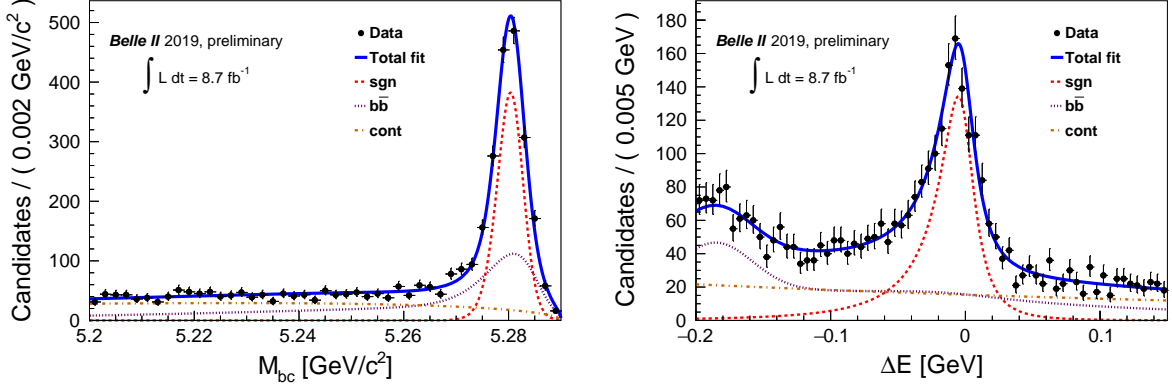 Candidates / ( 0.002 GeV/c²)
500
400
300
200
100
0
5.2
5.22
5.24
5.26
5.28
M_bc [GeV/c²]
Belle II 2019, preliminary
∫ L dt = 8.7 fb⁻¹
Data
Total fit
sgn
bb̅
cont
Candidates / ( 0.005 GeV)
180
160
140
120
100
80
60
40
20
0
−0.2
−0.1
0
0.1
ΔE [GeV]
Belle II 2019, preliminary
∫ L dt = 8.7 fb⁻¹
Data
Total fit
sgn
bb̅
cont